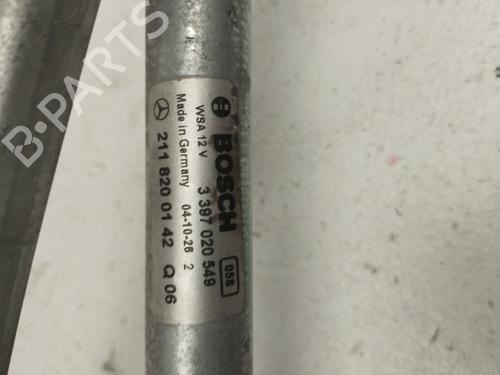 BOSCH
WSA 12 V 3 397 020 549 058
Made in Germany 04-10-26 2
211 820 01 42 Q 06
B-PARTS